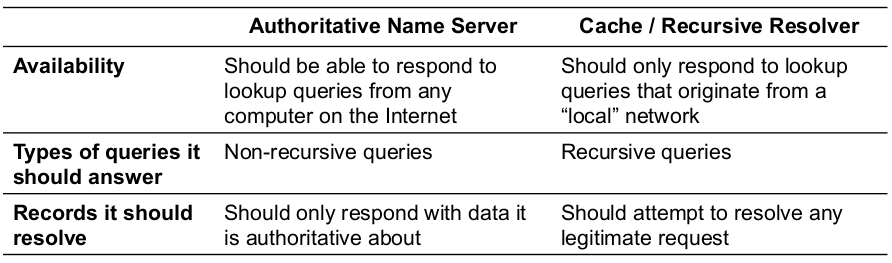 Authoritative Name Server Cache / Recursive Resolver
Availability Should be able to respond to Should only respond to lookup
lookup queries from any queries that originate from a
computer on the Internet “local” network
Types of queries it Non-recursive queries Recursive queries
should answer
Records it should Should only respond with data it Should attempt to resolve any
resolve is authoritative about legitimate request